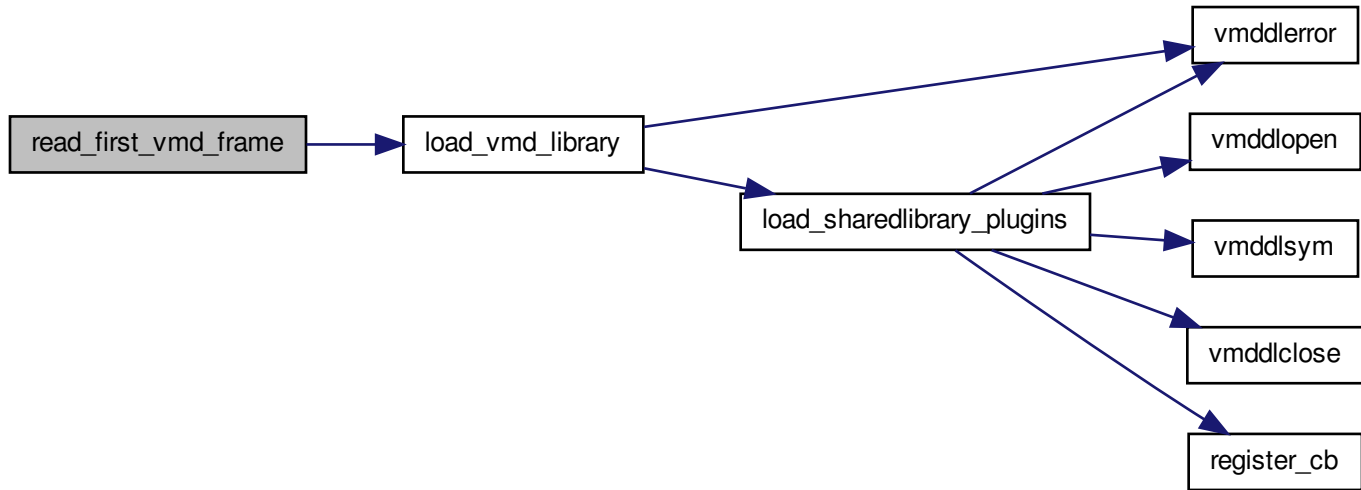 read_first_vmd_frame
load_vmd_library
load_sharedlibrary_plugins
vmddlerror
vmddlopen
vmddlsym
vmddlclose
register_cb